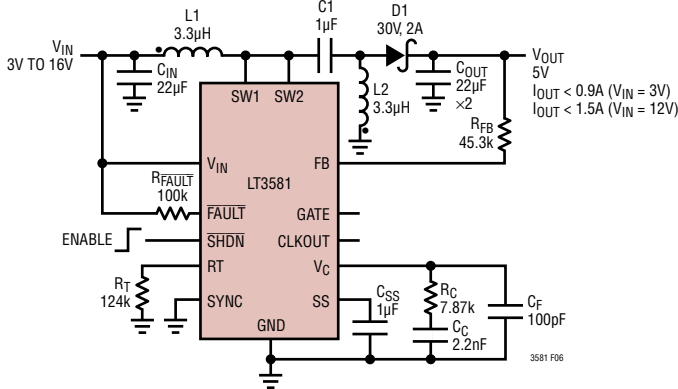 L1
3.3µH
C1
1µF
D1
30V, 2A
VIN
3V TO 16V
CIN
22µF
SW1
SW2
L2
3.3µH
COUT
22µF
×2
VOUT
5V
IOUT < 0.9A (VIN = 3V)
IOUT < 1.5A (VIN = 12V)
RFB
45.3k
VIN
FB
LT3581
RFAULT
100k
FAULT
GATE
ENABLE
SHDN
CLKOUT
RT
124k
RT
VC
SYNC
SS
CSS
1µF
RC
7.87k
CC
2.2nF
CF
100pF
GND
3581 F06